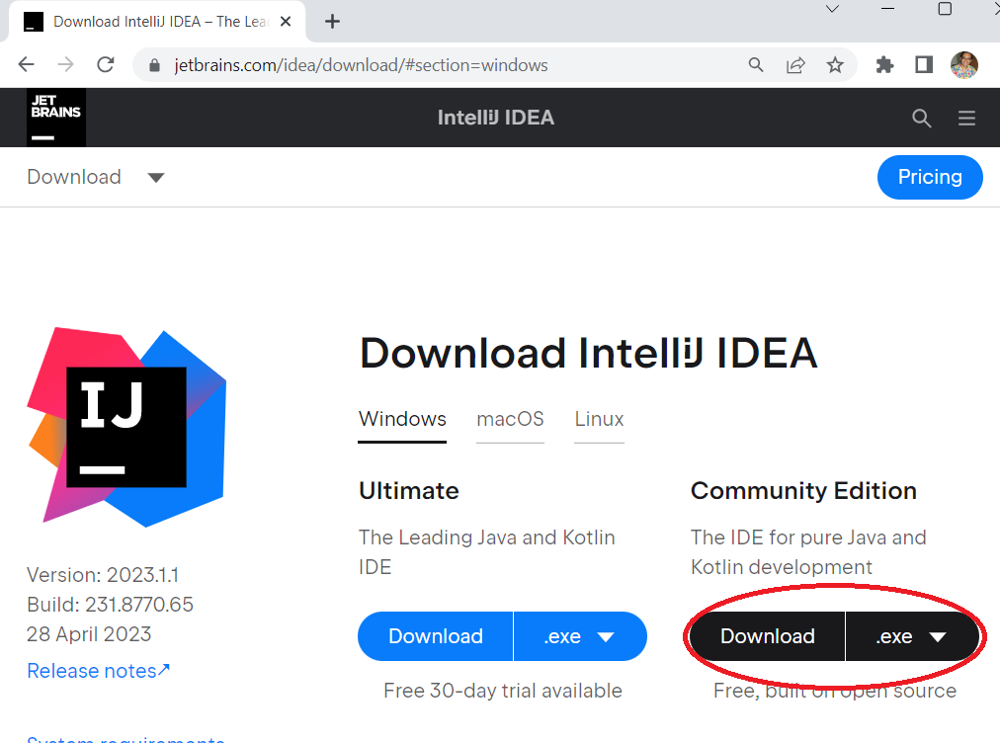 Download IntelliJ IDEA – The Lea
jetbrains.com/idea/download/#section=windows
JET
BRAINS
IntelliJ IDEA
Download
Pricing
IJ
Download IntelliJ IDEA
Windows macOS Linux
Ultimate
The Leading Java and Kotlin
IDE
Download .exe
Free 30-day trial available
Community Edition
The IDE for pure Java and
Kotlin development
Download .exe
Free, built on open source
Version: 2023.1.1
Build: 231.8770.65
28 April 2023
Release notes↗
System requirements